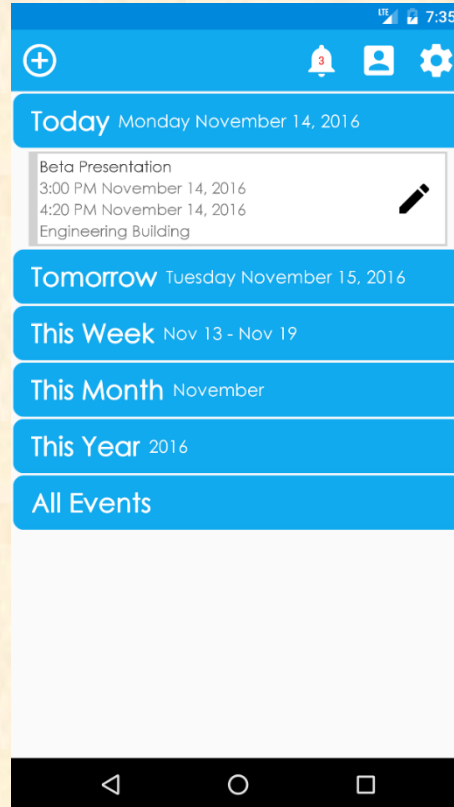 LTE 7:35
3
Today Monday November 14, 2016
Beta Presentation
3:00 PM November 14, 2016
4:20 PM November 14, 2016
Engineering Building
Tomorrow Tuesday November 15, 2016
This Week Nov 13 - Nov 19
This Month November
This Year 2016
All Events